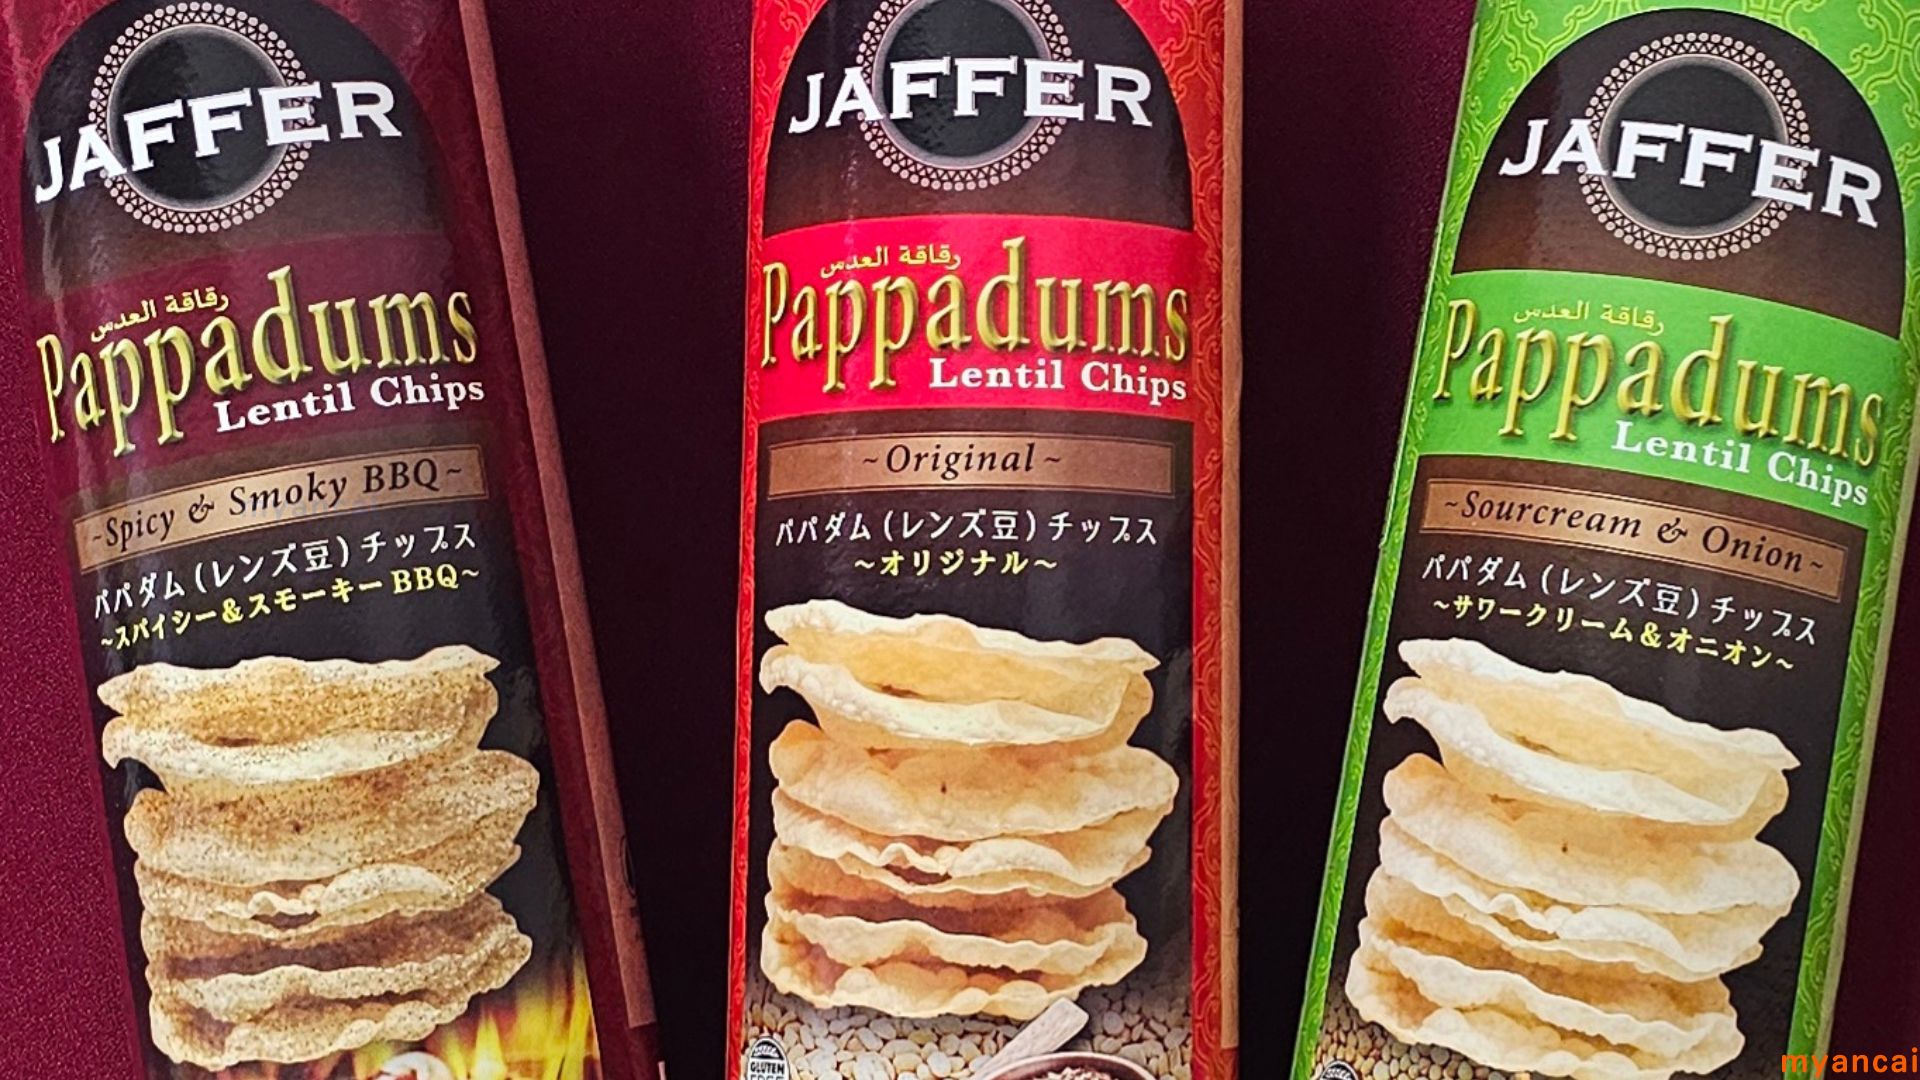 JAFFER
رقاقة العدس
Pappadums
Lentil Chips
~Spicy & Smoky BBQ~
パパダム(レンズ豆)チップス
~スパイシー&スモーキーBBQ~
JAFFER
رقاقة العدس
Pappadums
Lentil Chips
~Original~
パパダム(レンズ豆)チップス
~オリジナル~
GLUTEN
FREE
JAFFER
رقاقة العدس
Pappadums
Lentil Chips
~Sourcream & Onion~
パパダム(レンズ豆)チップス
~サワークリーム&オニオン~
myancai